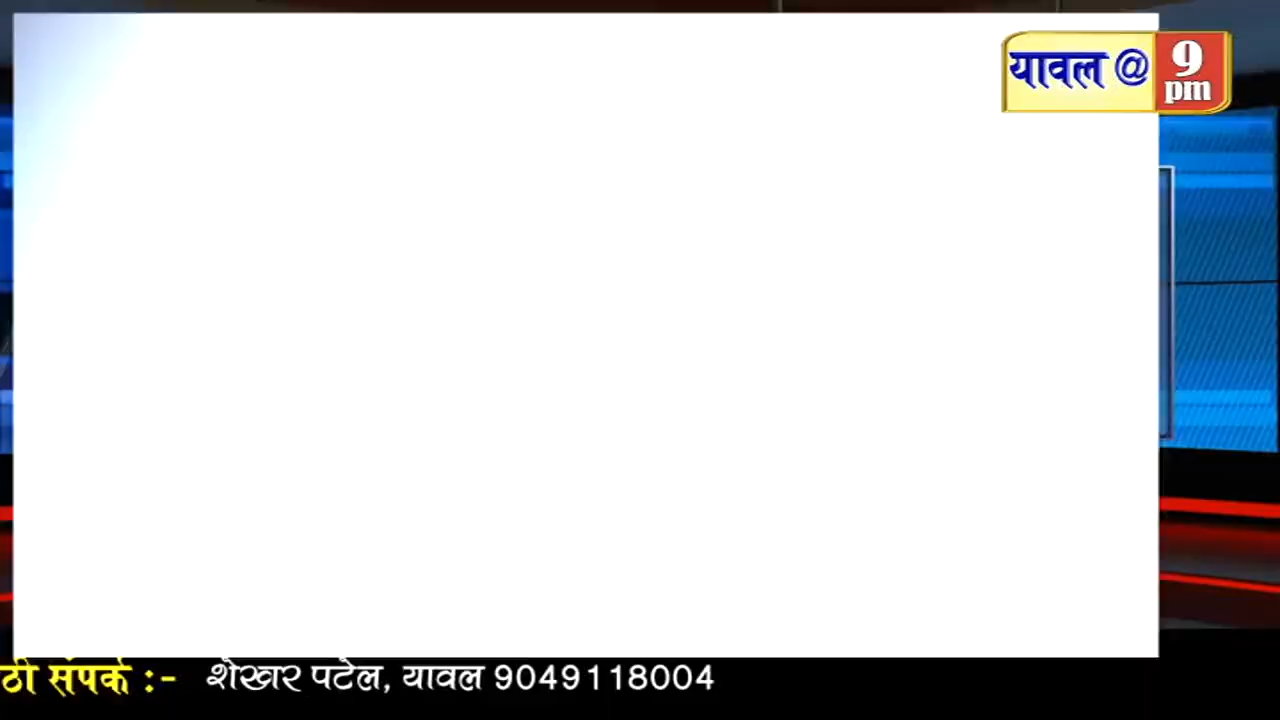 यावल @ 9 pm
ठी संपर्क :- शेखर पटेल, यावल 9049118004